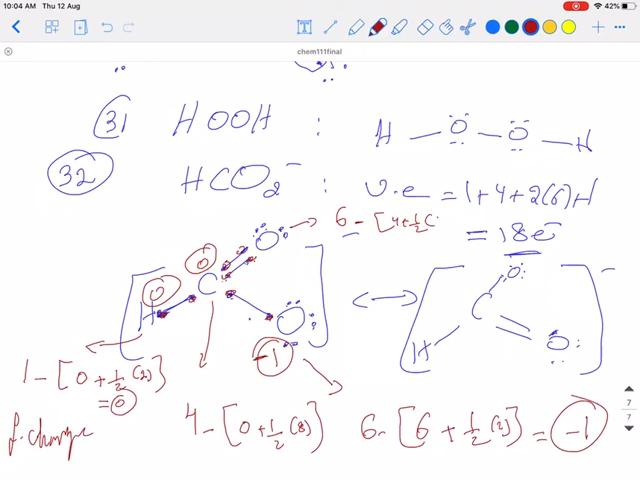 10:04 AM Thu 12 Aug
42%
chem111final
31 HOOH : H — O — O — H
32 HCO₂⁻ : v.e = 1+4+2(6)+1
= 18e⁻
6 - [4+½(
0 0
H C O O
-1
H C O O
1 - [0+½(2)]
= 0
4 - [0+½(8)]
6 - [6+½(2)] = -1
f. charge
7
7